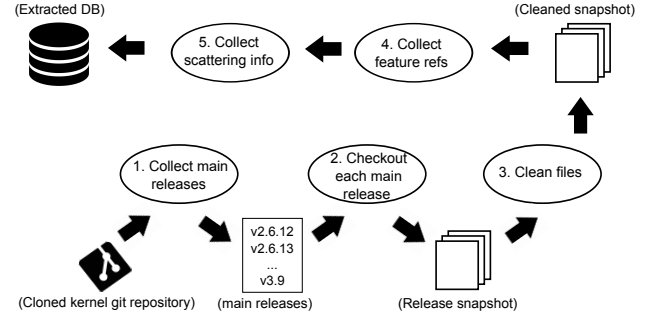 (Extracted DB)
(Cleaned snapshot)
5. Collect
scattering info
4. Collect
feature refs
1. Collect main
releases
2. Checkout
each main
release
3. Clean files
v2.6.12
v2.6.13
...
v3.9
(Cloned kernel git repository)
(main releases)
(Release snapshot)